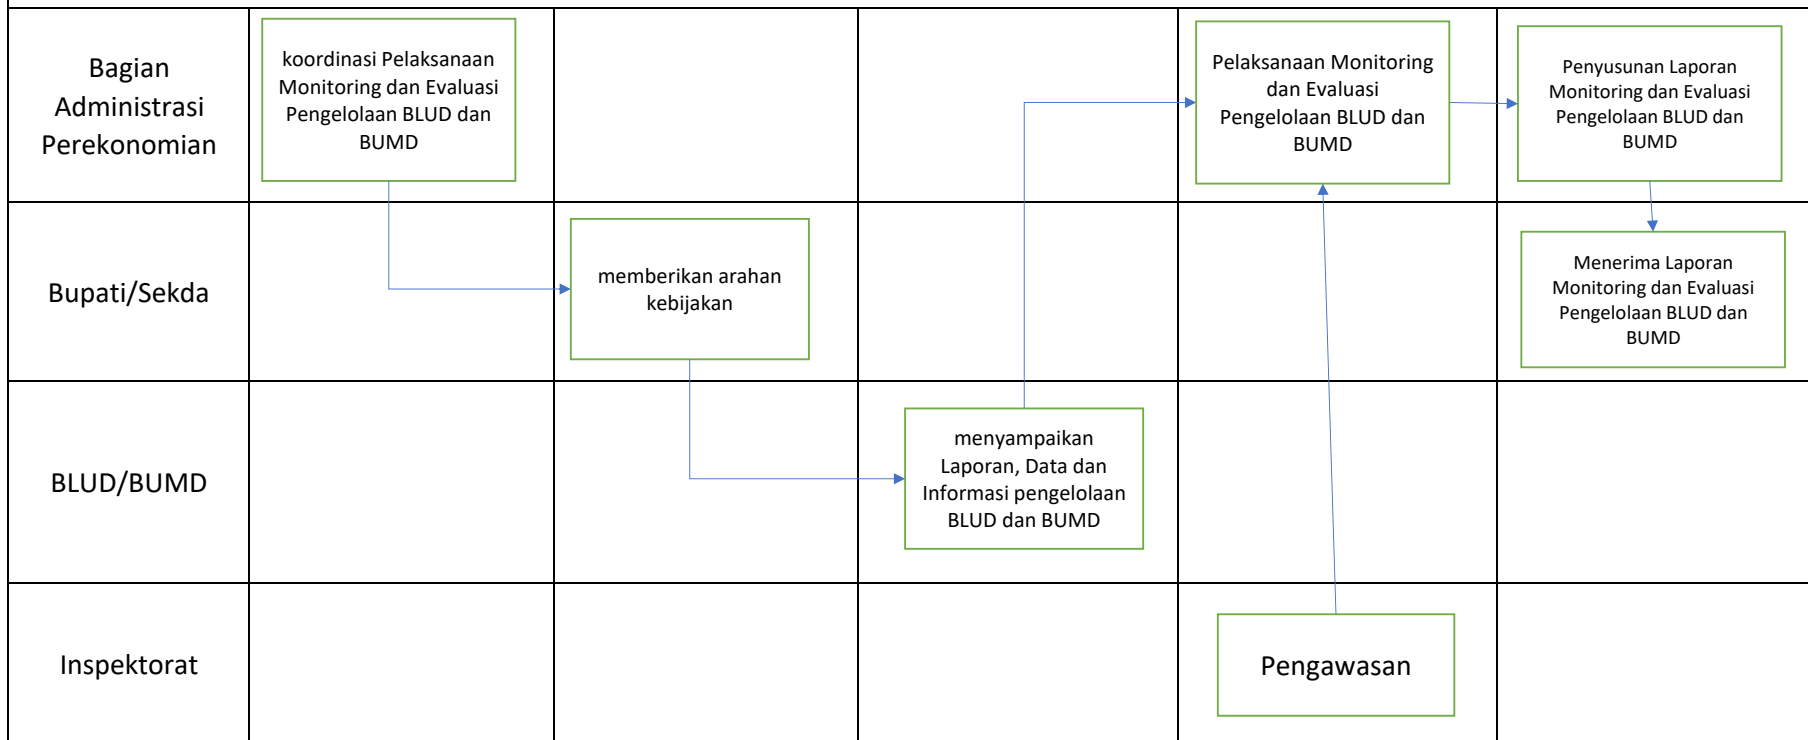 Bagian
Administrasi
Perekonomian
koordinasi Pelaksanaan
Monitoring dan Evaluasi
Pengelolaan BLUD dan
BUMD
Pelaksanaan Monitoring
dan Evaluasi
Pengelolaan BLUD dan
BUMD
Penyusunan Laporan
Monitoring dan Evaluasi
Pengelolaan BLUD dan
BUMD
Bupati/Sekda
memberikan arahan
kebijakan
Menerima Laporan
Monitoring dan Evaluasi
Pengelolaan BLUD dan
BUMD
BLUD/BUMD
menyampaikan
Laporan, Data dan
Informasi pengelolaan
BLUD dan BUMD
Inspektorat
Pengawasan